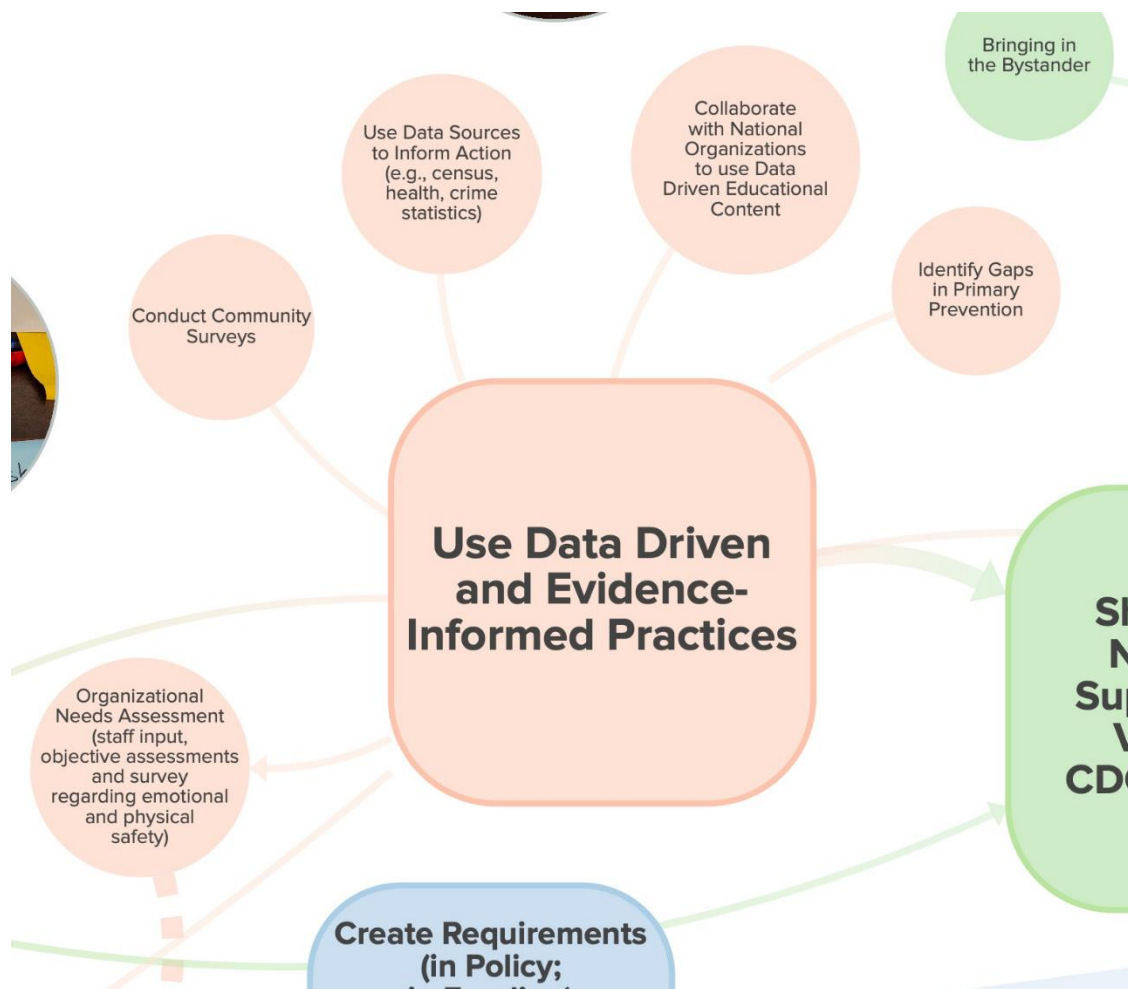 Bringing in
the Bystander
Collaborate
with National
Organizations
to use Data
Driven Educational
Content
Use Data Sources
to Inform Action
(e.g., census,
health, crime
statistics)
Identify Gaps
in Primary
Prevention
Conduct Community
Surveys
Use Data Driven
and Evidence-
Informed Practices
Organizational
Needs Assessment
(staff input,
objective assessments
and survey
regarding emotional
and physical
safety)
CDC
Create Requirements
(in Policy;